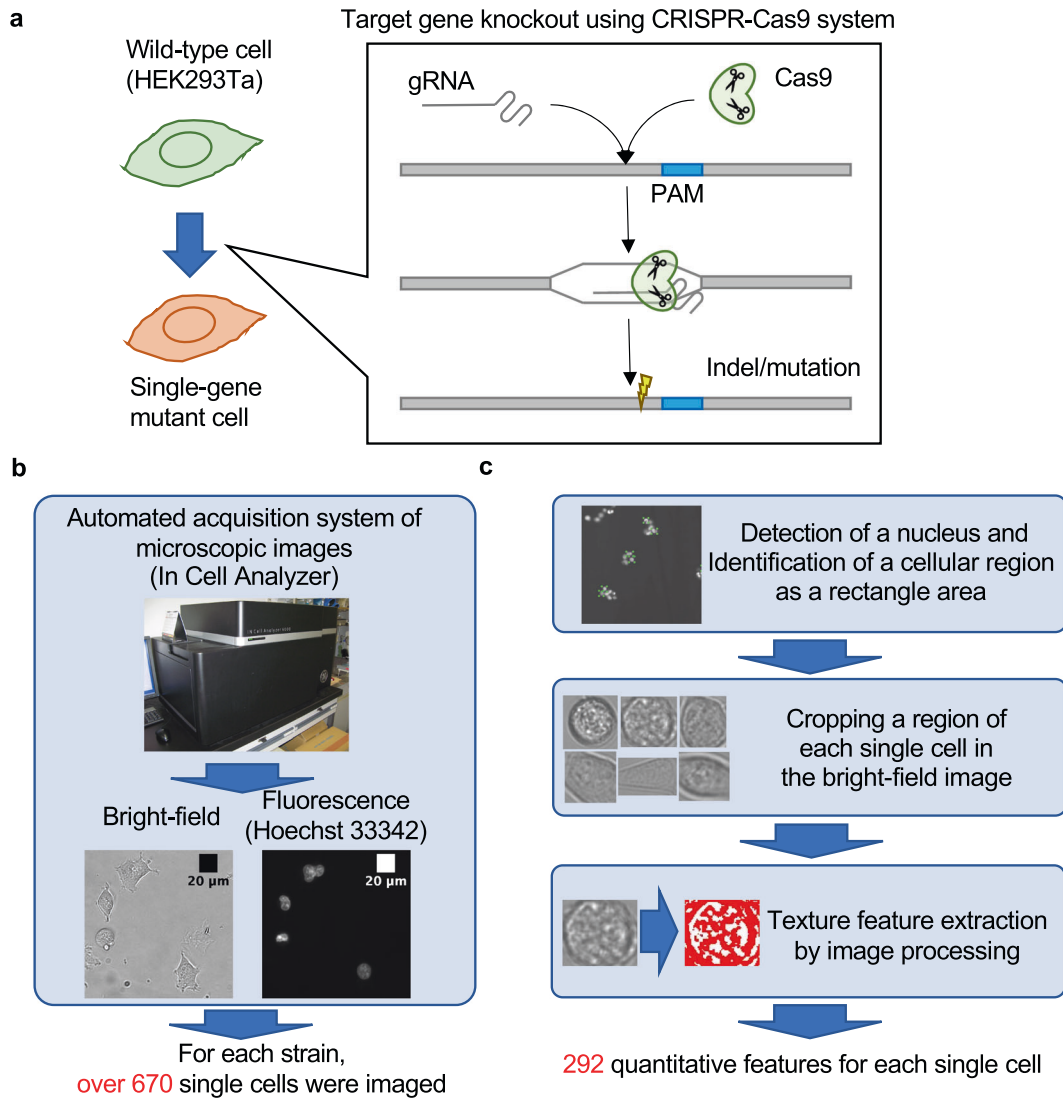 a
Target gene knockout using CRISPR-Cas9 system
Wild-type cell
(HEK293Ta)
gRNA
Cas9
PAM
Indel/mutation
Single-gene
mutant cell
b
Automated acquisition system of
microscopic images
(In Cell Analyzer)
Bright-field
Fluorescence
(Hoechst 33342)
20 μm
20 μm
For each strain,
over 670 single cells were imaged
c
Detection of a nucleus and
Identification of a cellular region
as a rectangle area
Cropping a region of
each single cell in
the bright-field image
Texture feature extraction
by image processing
292 quantitative features for each single cell